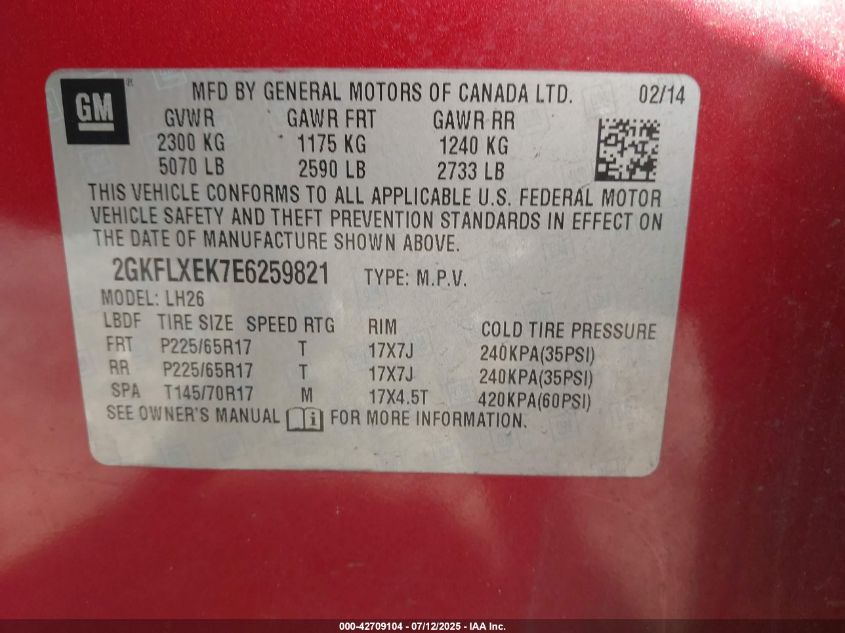 GM ®
MFD BY GENERAL MOTORS OF CANADA LTD. 02/14
GVWR GAWR FRT GAWR RR
2300 KG 1175 KG 1240 KG
5070 LB 2590 LB 2733 LB
THIS VEHICLE CONFORMS TO ALL APPLICABLE U.S. FEDERAL MOTOR
VEHICLE SAFETY AND THEFT PREVENTION STANDARDS IN EFFECT ON
THE DATE OF MANUFACTURE SHOWN ABOVE.
2GKFLXEK7E6259821 TYPE: M.P.V.
MODEL: LH26
LBDF TIRE SIZE SPEED RTG RIM COLD TIRE PRESSURE
FRT P225/65R17 T 17X7J 240KPA(35PSI)
RR P225/65R17 T 17X7J 240KPA(35PSI)
SPA T145/70R17 M 17X4.5T 420KPA(60PSI)
SEE OWNER'S MANUAL i FOR MORE INFORMATION.
000-42709104 - 07/12/2025 - IAA Inc.